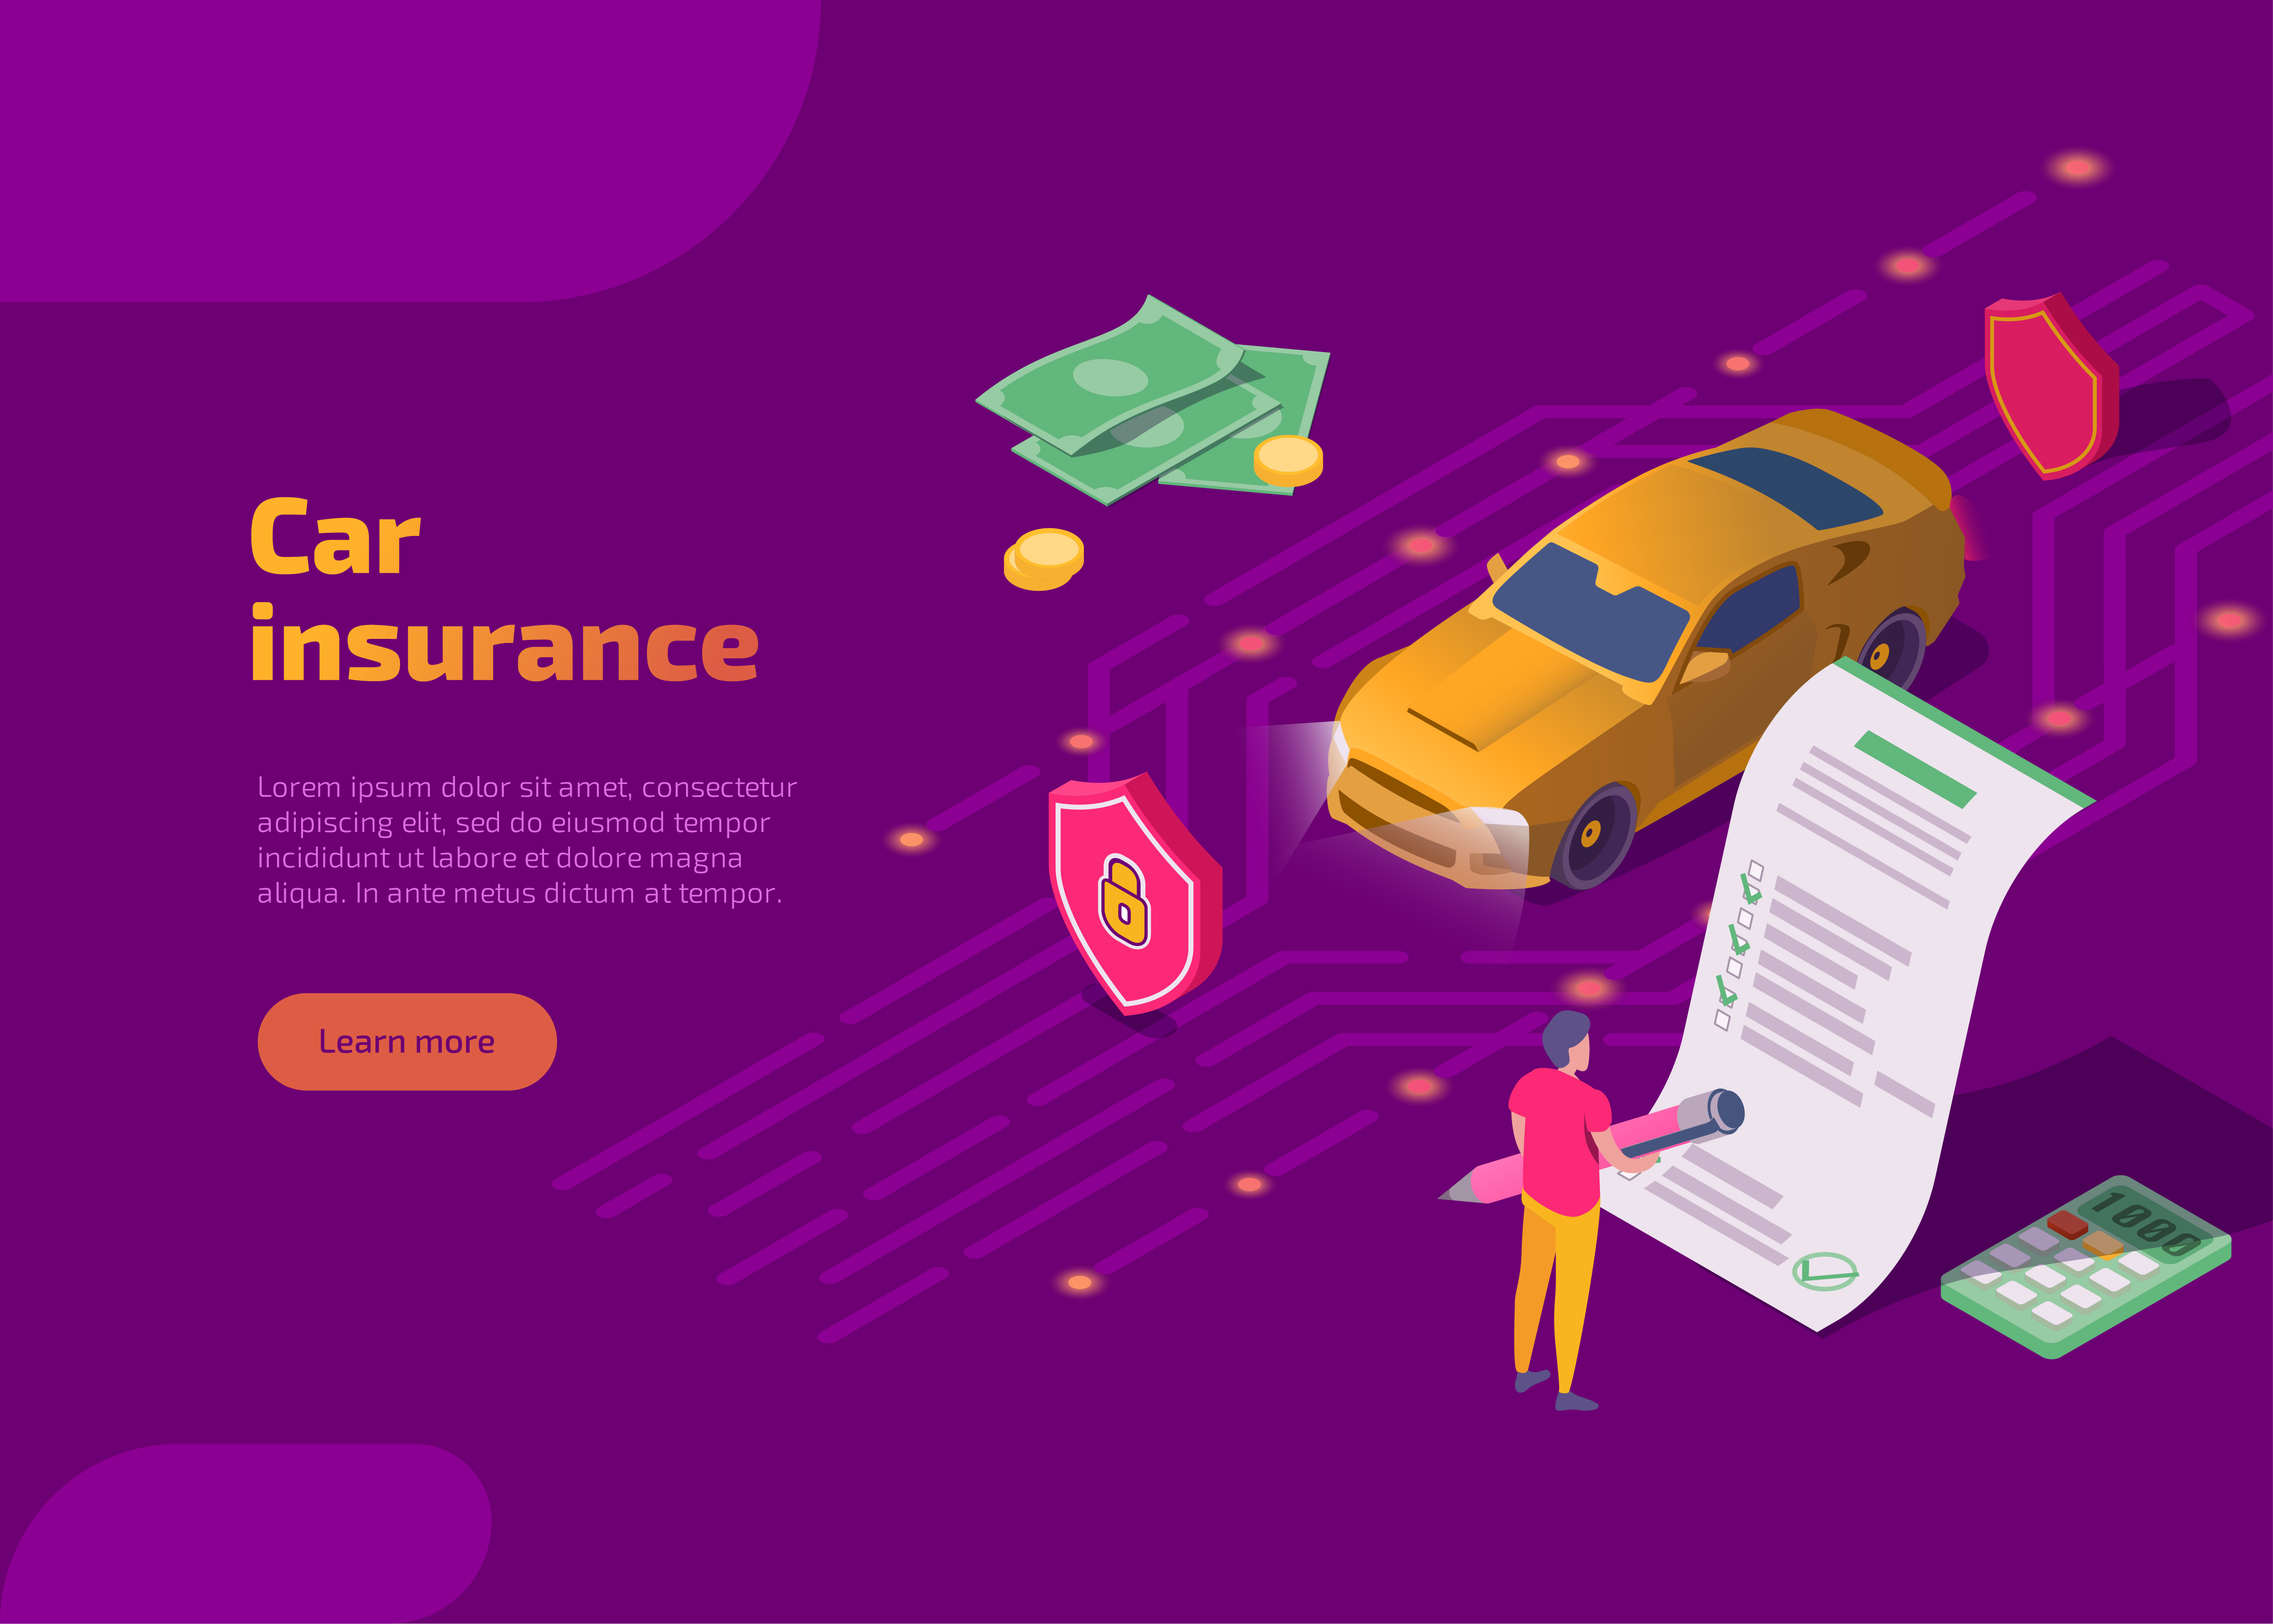 Car
insurance
Lorem ipsum dolor sit amet, consectetur
adipiscing elit, sed do eiusmod tempor
incididunt ut labore et dolore magna
aliqua. In ante metus dictum at tempor.
Learn more
1000